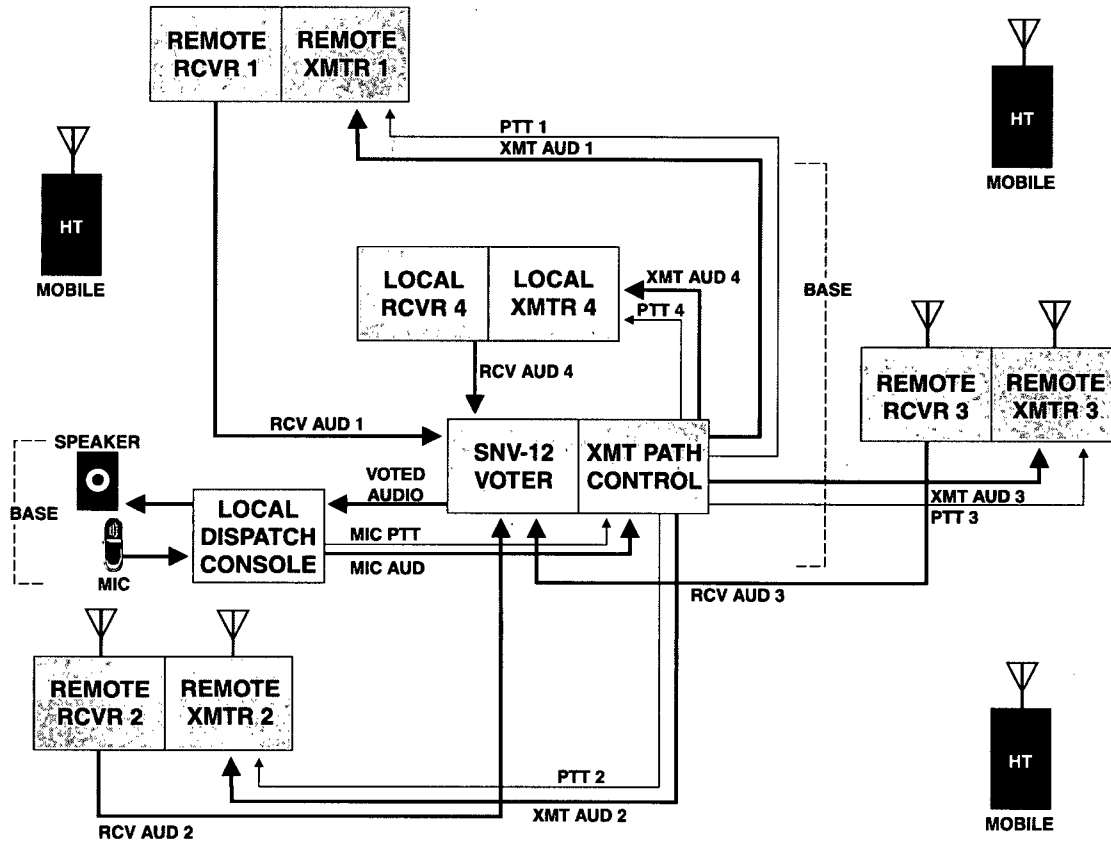 REMOTE
RCVR 1
REMOTE
XMTR 1
PTT 1
XMT AUD 1
HT
MOBILE
HT
MOBILE
LOCAL
RCVR 4
LOCAL
XMTR 4
XMT AUD 4
PTT 4
BASE
RCV AUD 4
REMOTE
RCVR 3
REMOTE
XMTR 3
RCV AUD 1
SPEAKER
BASE
MIC
LOCAL
DISPATCH
CONSOLE
VOTED
AUDIO
SNV-12
VOTER
XMT PATH
CONTROL
MIC PTT
MIC AUD
XMT AUD 3
PTT 3
RCV AUD 3
REMOTE
RCVR 2
REMOTE
XMTR 2
PTT 2
XMT AUD 2
RCV AUD 2
HT
MOBILE